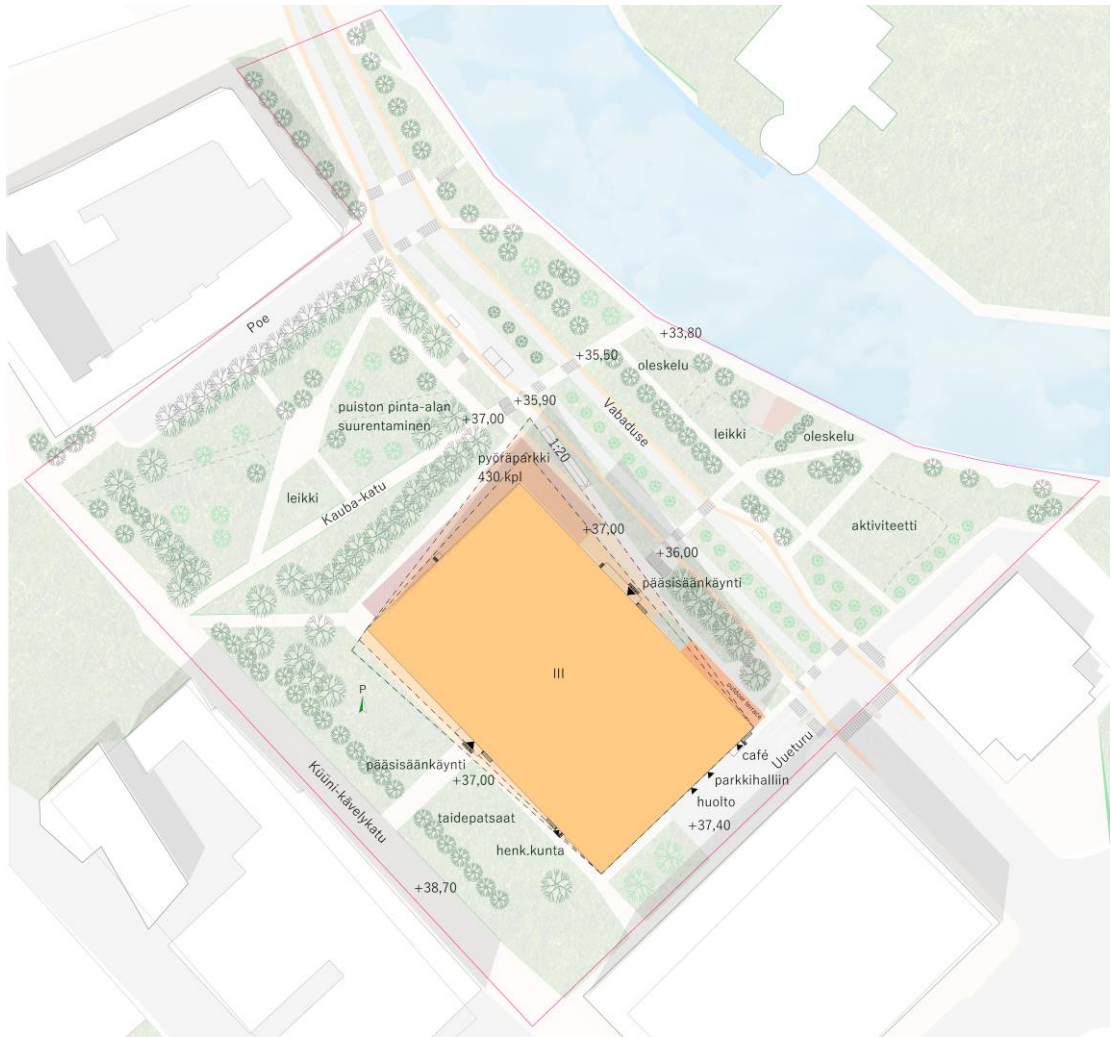 Poe
+33,80
+35,50
oleskelu
puiston pinta-alan
suurentaminen
+35,90
+37,00
Vabaduse
leikki
oleskelu
1:20
pyöräparkki
430 kpl
leikki
Kauba-katu
+37,00
aktiviteetti
+36,00
pääsisäänkäynti
III
P
outdoor terrace
Uueturu
café
parkkihalliin
huolto
+37,40
pääsisäänkäynti
+37,00
Küüni-kävelykatu
taidepatsaat
henk.kunta
+38,70